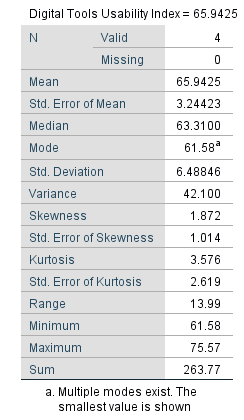 Digital Tools Usability Index = 65.9425
N Valid 4
Missing 0
Mean 65.9425
Std. Error of Mean 3.24423
Median 63.3100
Mode 61.58a
Std. Deviation 6.48846
Variance 42.100
Skewness 1.872
Std. Error of Skewness 1.014
Kurtosis 3.576
Std. Error of Kurtosis 2.619
Range 13.99
Minimum 61.58
Maximum 75.57
Sum 263.77
a. Multiple modes exist. The
smallest value is shown